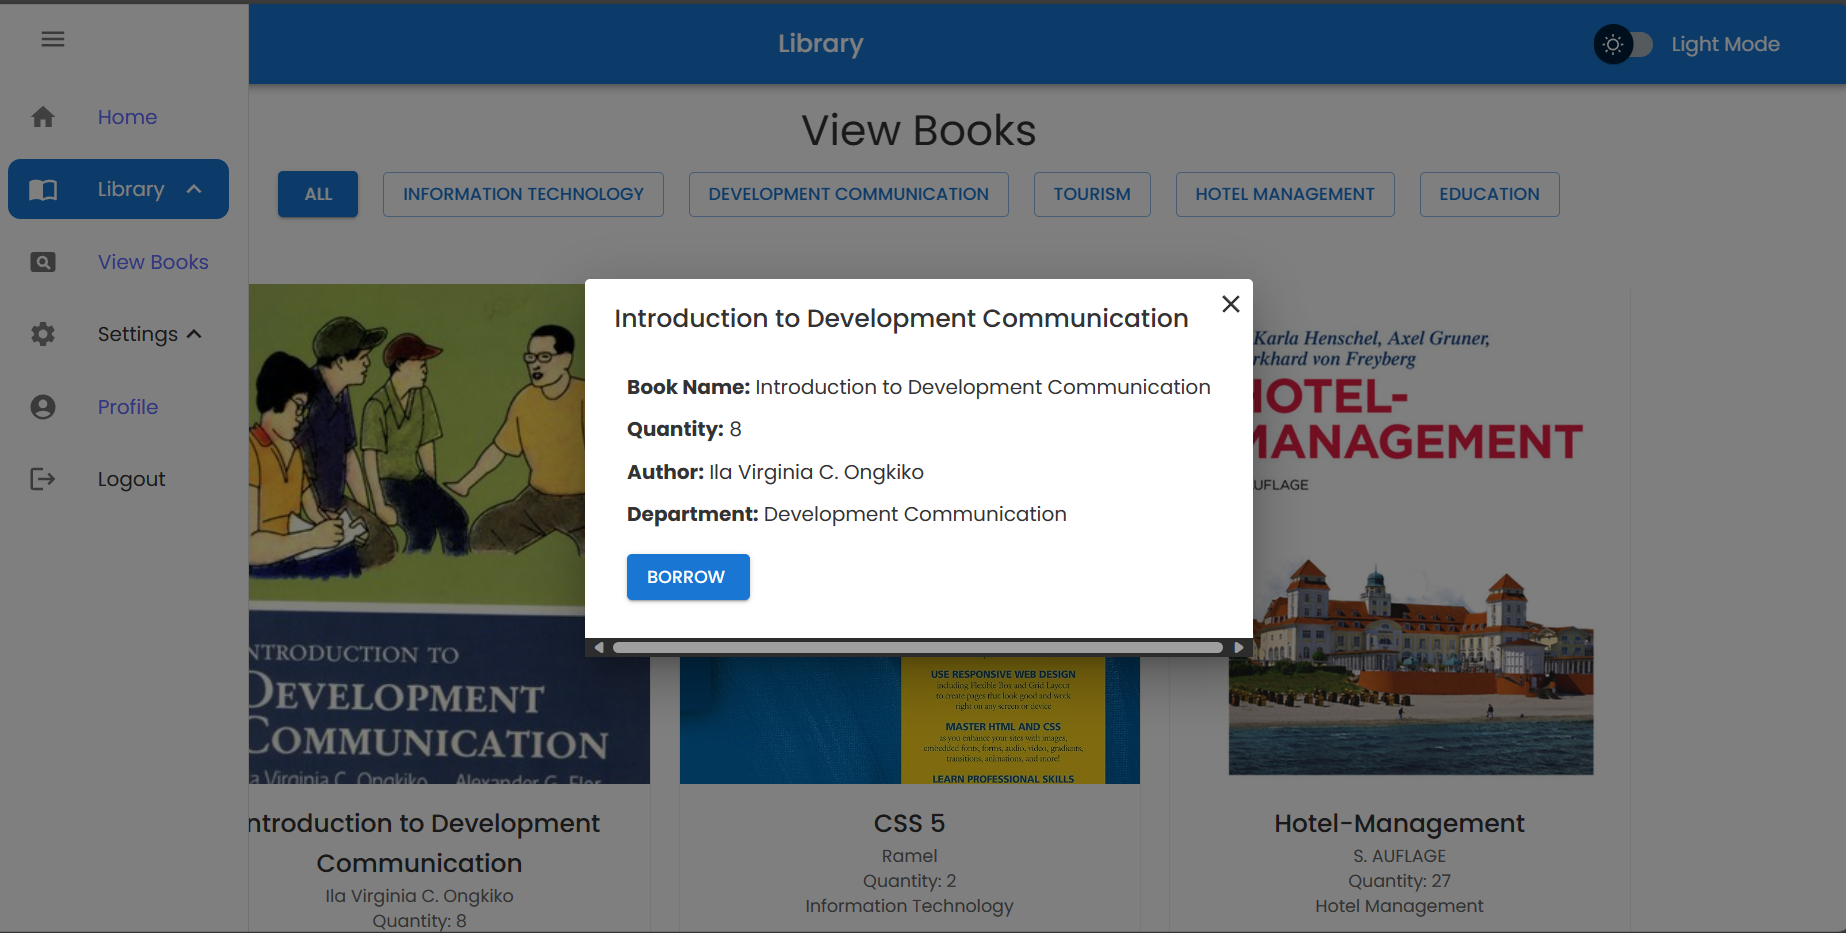 Library
Light Mode
Home
Library
View Books
Settings
Profile
Logout
View Books
ALL
INFORMATION TECHNOLOGY
DEVELOPMENT COMMUNICATION
TOURISM
HOTEL MANAGEMENT
EDUCATION
Introduction to Development Communication
Book Name: Introduction to Development Communication
Quantity: 8
Author: Ila Virginia C. Ongkiko
Department: Development Communication
BORROW
NTRODUCTION TO
DEVELOPMENT
COMMUNICATION
a Virginia C. Ongkiko Alexander G. Flor
ntroduction to Development
Communication
Ila Virginia C. Ongkiko
Quantity: 8
USE RESPONSIVE WEB DESIGN
including Flexible Box and Grid Layout
to create pages that look good and work
right on any screen or device
MASTER HTML AND CSS
as you enhance your sites with images,
embedded fonts, forms, audio, video, gradients,
transitions, animations, and more!
LEARN PROFESSIONAL SKILLS
CSS 5
Ramel
Quantity: 2
Information Technology
Karla Henschel, Axel Gruner,
rkhard von Freyberg
HOTEL-
MANAGEMENT
UFLAGE
Hotel-Management
S. AUFLAGE
Quantity: 27
Hotel Management